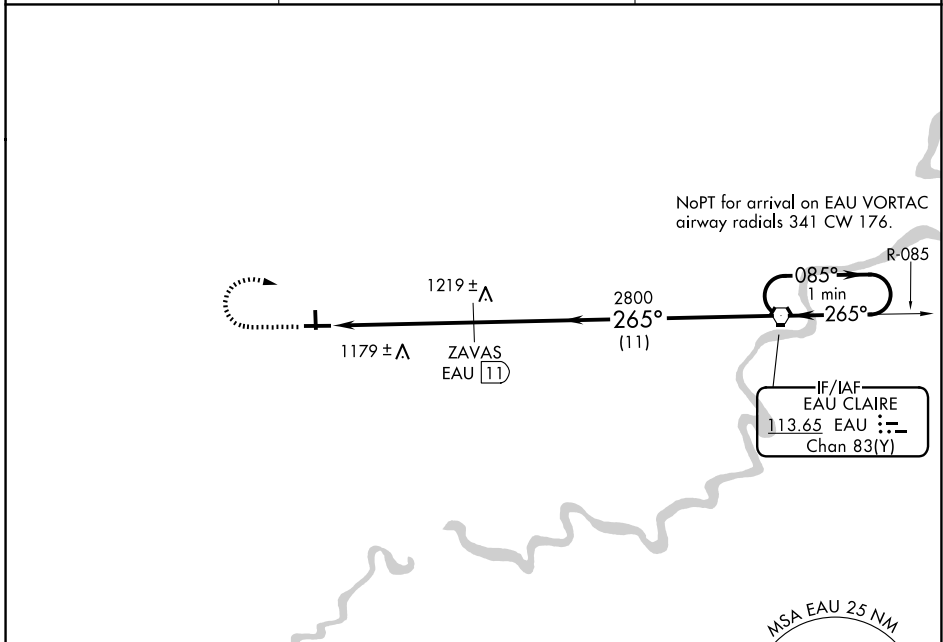 NoPT for arrival on EAU VORTAC
airway radials 341 CW 176.
R-085
085°
1 min
265°
1219 ±
2800
265°
(11)
1179 ±
ZAVAS
EAU 11
IF/IAF
EAU CLAIRE
113.65 EAU
Chan 83(Y)
MSA EAU 25 NM